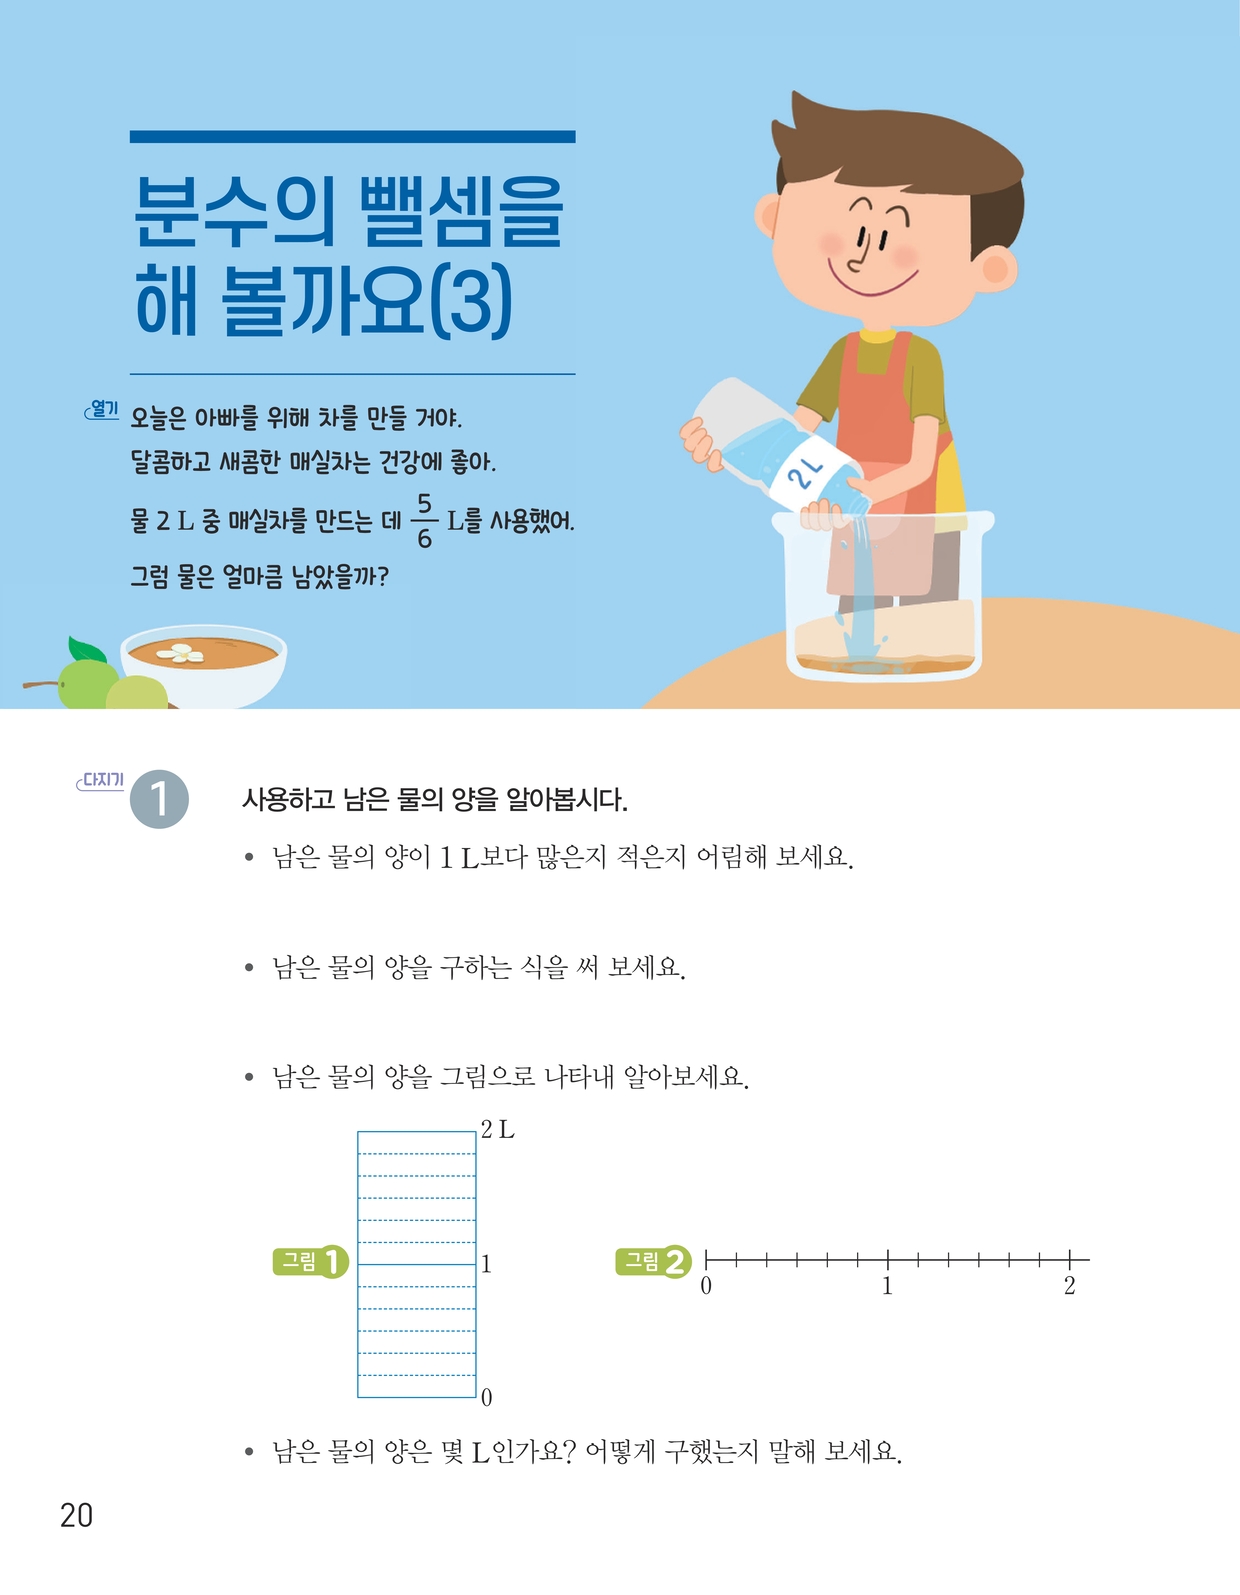 분수의 뺄셈을
해 볼까요(3)
열기 오늘은 아빠를 위해 차를 만들 거야.
달콤하고 새콤한 매실차는 건강에 좋아.
물 2 L 중 매실차를 만드는 데 5/6 L를 사용했어.
그럼 물은 얼마큼 남았을까?
2L
다지기 1 사용하고 남은 물의 양을 알아봅시다.
• 남은 물의 양이 1 L보다 많은지 적은지 어림해 보세요.
• 남은 물의 양을 구하는 식을 써 보세요.
• 남은 물의 양을 그림으로 나타내 알아보세요.
그림 1
2 L
1
0
그림 2
0 1 2
• 남은 물의 양은 몇 L인가요? 어떻게 구했는지 말해 보세요.
20